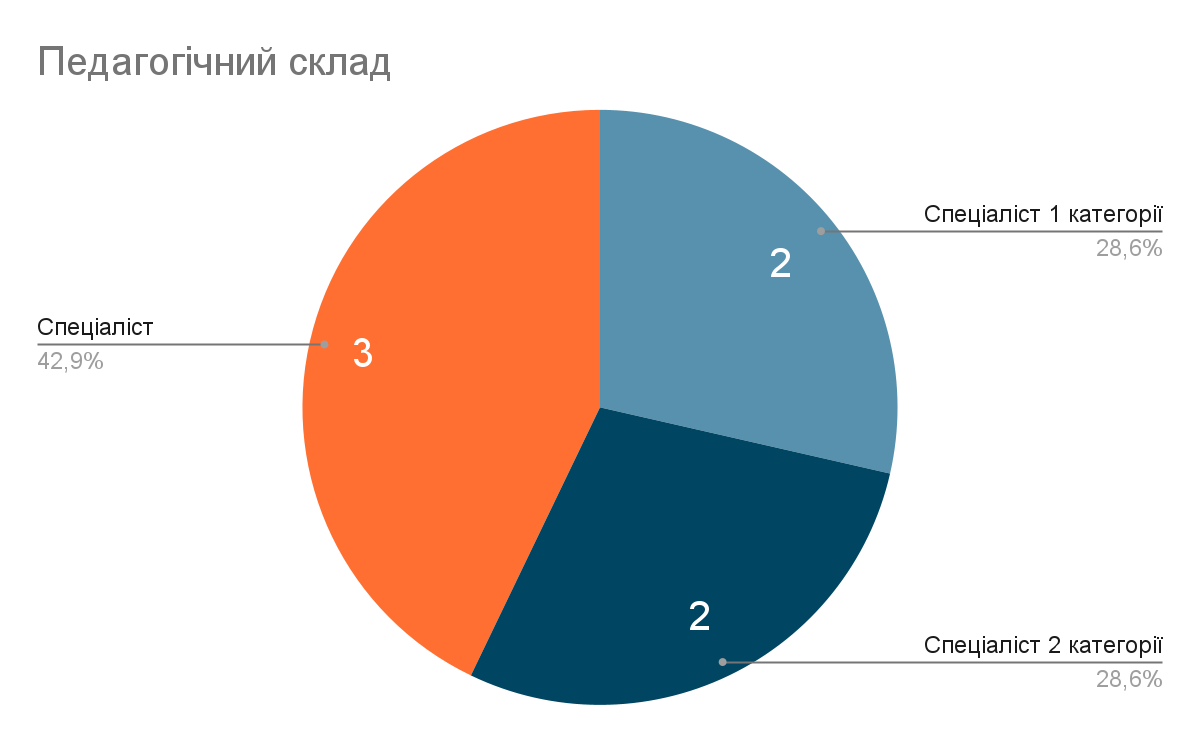 Педагогічний склад
Спеціаліст 1 категорії
28,6%
2
Спеціаліст
42,9%
3
2
Спеціаліст 2 категорії
28,6%